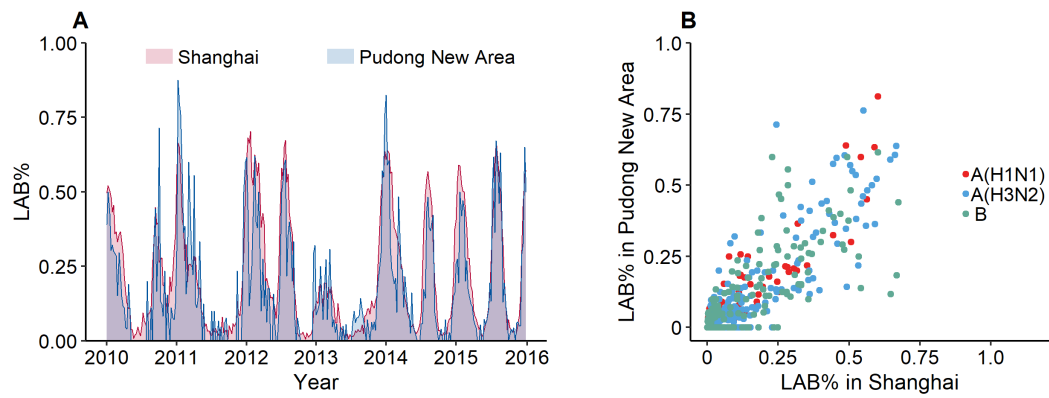 A
Shanghai
Pudong New Area
LAB%
1.00
0.75
0.50
0.25
0.00
2010 2011 2012 2013 2014 2015 2016
Year
B
LAB% in Pudong New Area
1.00
0.75
0.5
0.25
0
0 0.25 0.5 0.75 1.0
LAB% in Shanghai
A(H1N1)
A(H3N2)
B